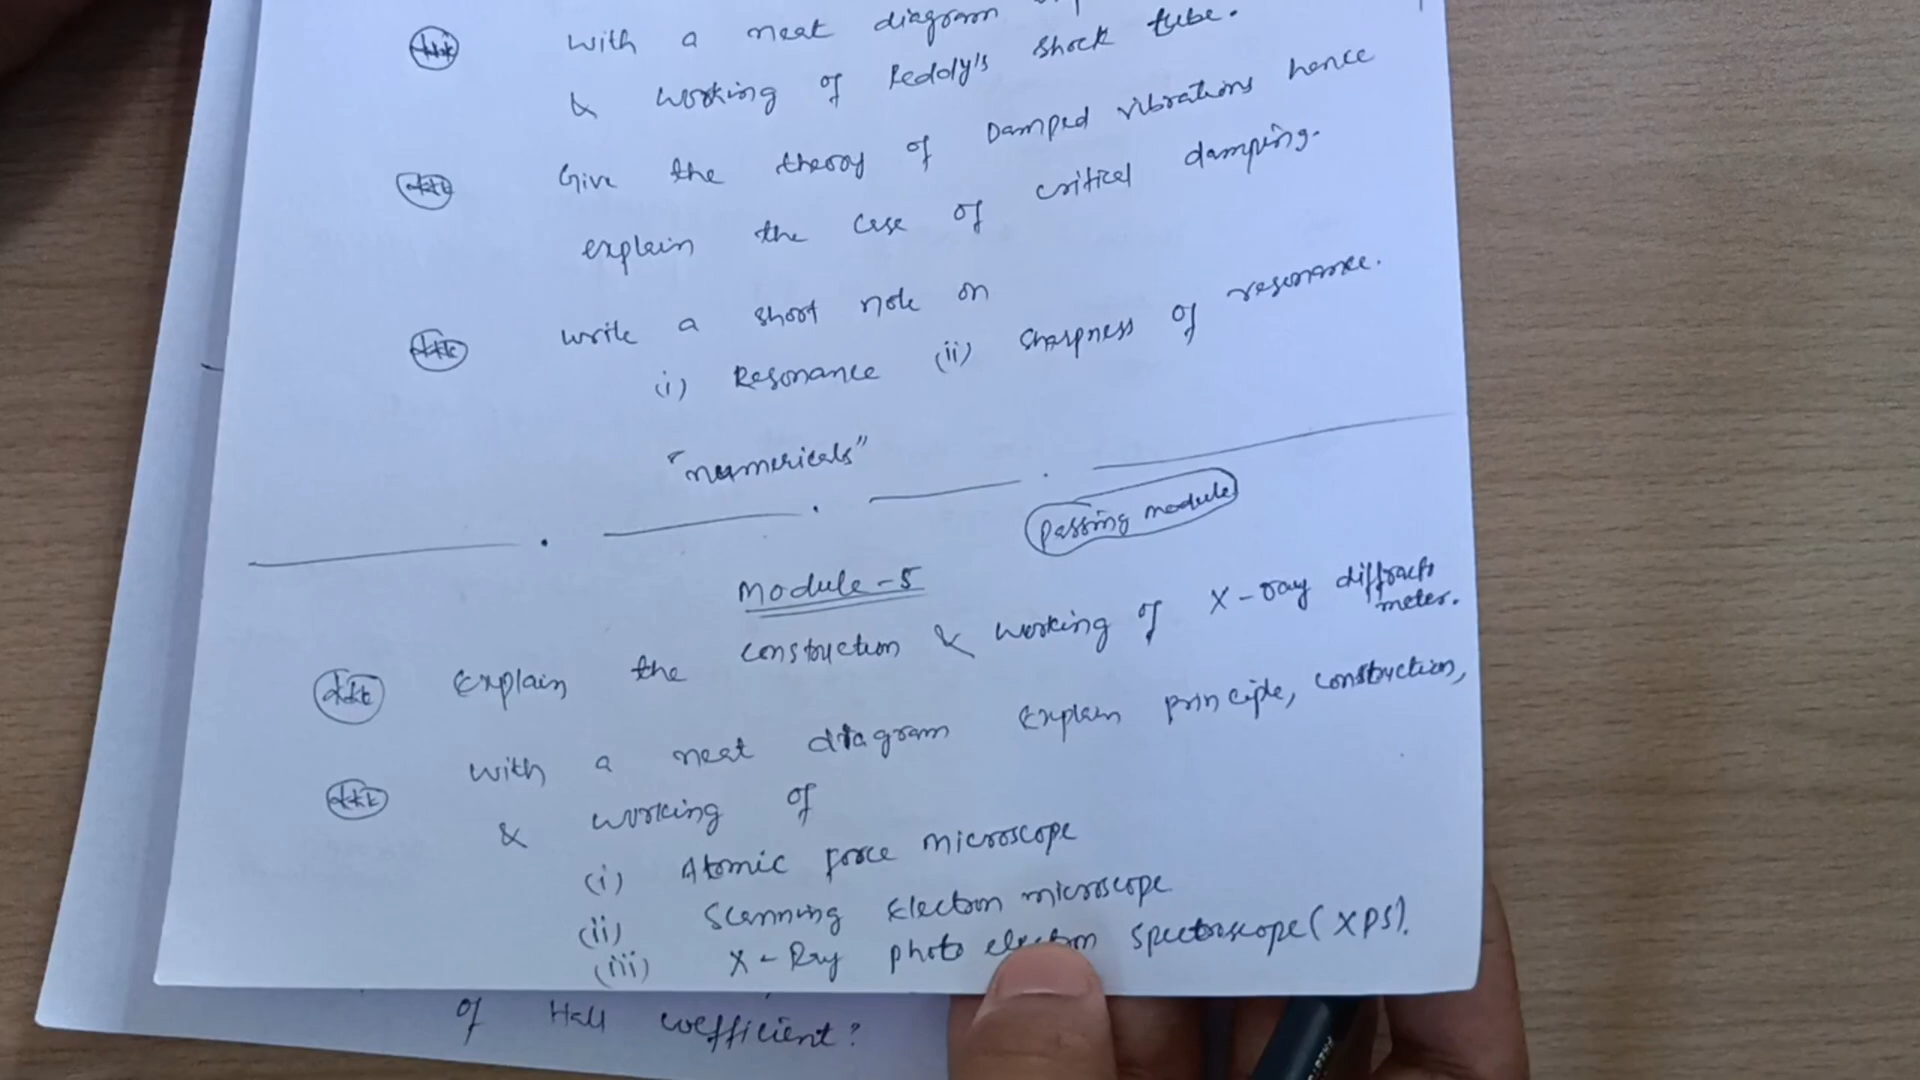 *** with a neat diagram
& working of Reddy's shock tube.
*** Give the theory of Damped vibrations hence
explain the case of critical damping.
*** write a short note on
(i) Resonance (ii) sharpness of resonance.
"numericals"
Passing module
Module-5
*** Explain the construction & working of X-ray diffracto
meter.
*** with a neat diagram Explain principle, construction,
& working of
(i) Atomic force microscope
(ii) Scanning Electron microscope
(iii) X-Ray photo electron spectroscope (XPS).
of Hall coefficient?